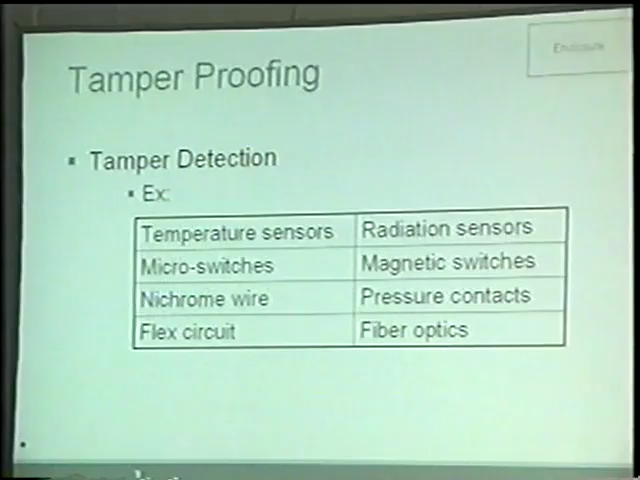 Enclosure
Tamper Proofing
▪ Tamper Detection
▪ Ex:
Temperature sensors Radiation sensors
Micro-switches Magnetic switches
Nichrome wire Pressure contacts
Flex circuit Fiber optics